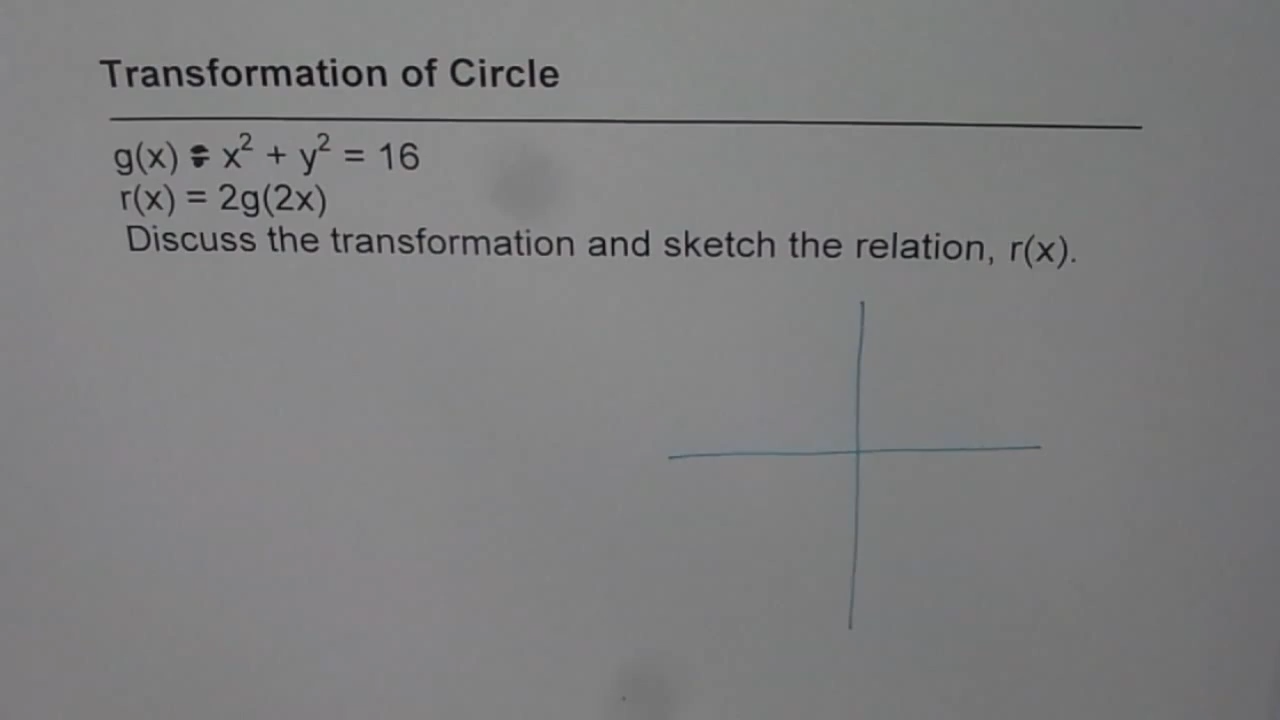 Transformation of Circle
g(x) : x² + y² = 16
r(x) = 2g(2x)
Discuss the transformation and sketch the relation, r(x).